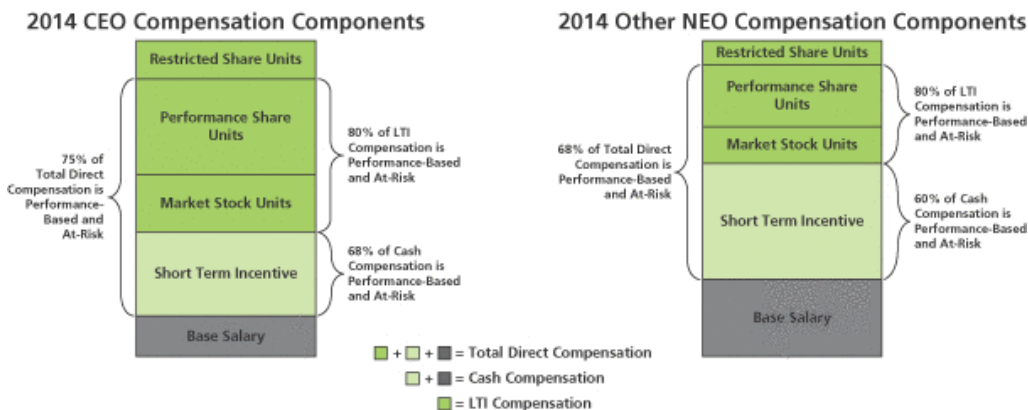 2014 CEO Compensation Components
Restricted Share Units
Performance Share
Units
Market Stock Units
Short Term Incentive
Base Salary
75% of
Total Direct
Compensation is
Performance-
Based and
At-Risk
80% of LTI
Compensation is
Performance-Based
and At-Risk
68% of Cash
Compensation is
Performance-Based
and At-Risk
2014 Other NEO Compensation Components
Restricted Share Units
Performance Share
Units
Market Stock Units
Short Term Incentive
Base Salary
68% of Total Direct
Compensation is
Performance-Based
and At-Risk
80% of LTI
Compensation is
Performance-Based
and At-Risk
60% of Cash
Compensation is
Performance-Based
and At-Risk
+ + = Total Direct Compensation
+ = Cash Compensation
= LTI Compensation